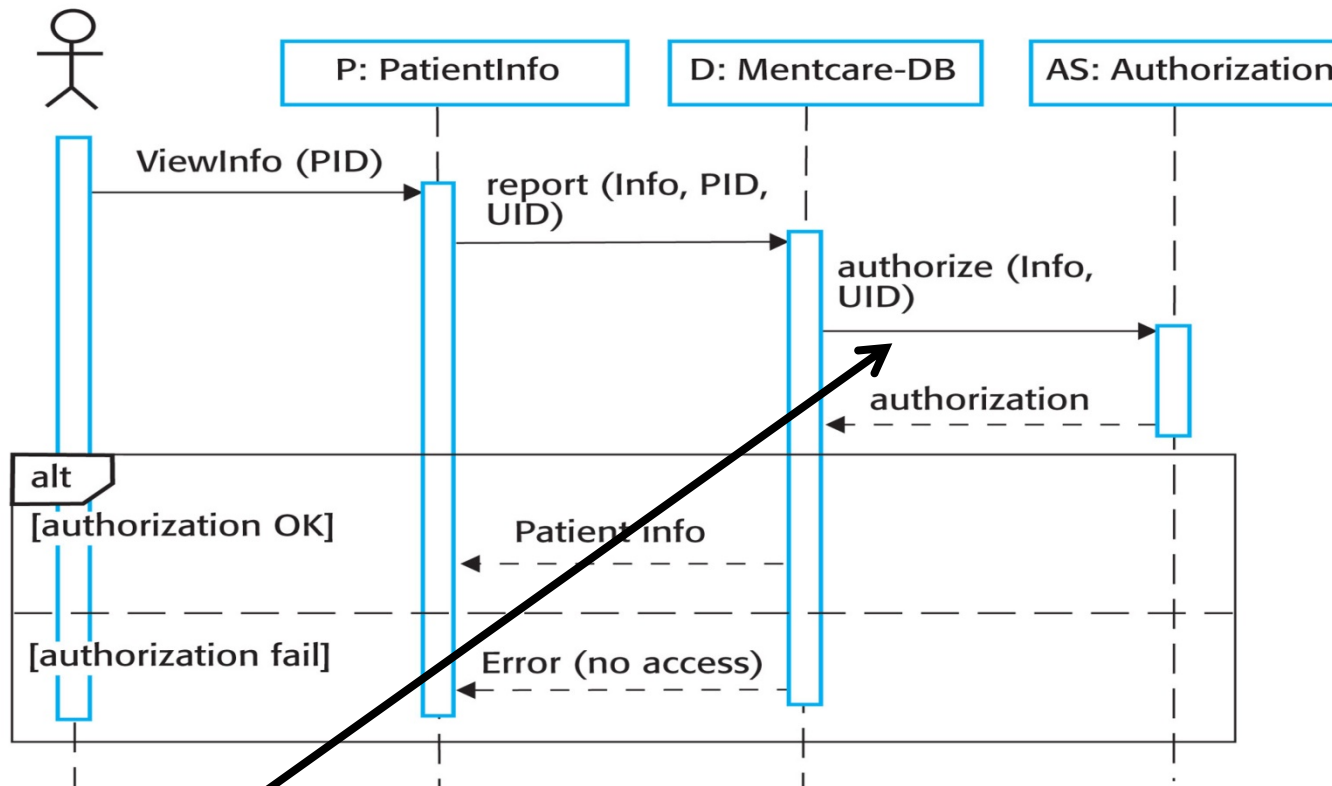 P: PatientInfo
D: Mentcare-DB
AS: Authorization
ViewInfo (PID)
report (Info, PID,
UID)
authorize (Info,
UID)
authorization
alt
[authorization OK]
Patient info
[authorization fail]
Error (no access)